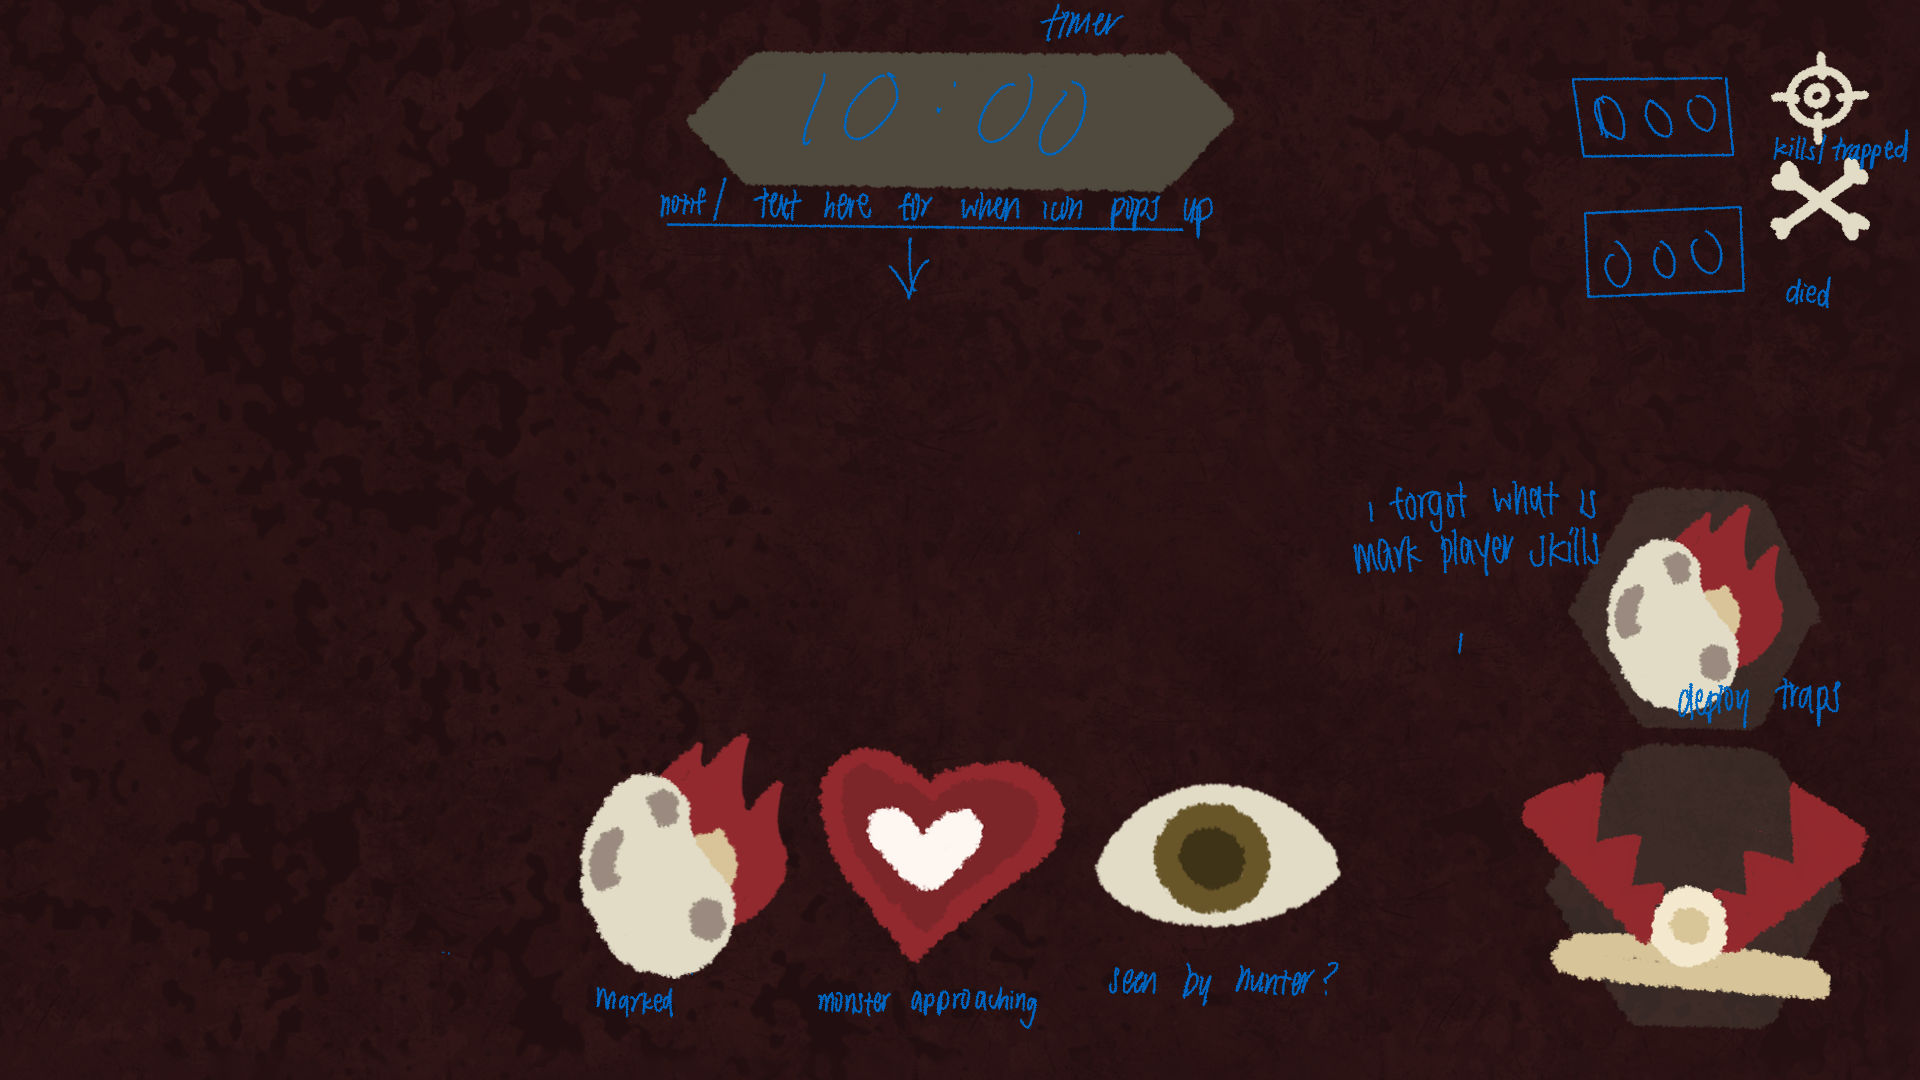 timer
10:00
notif/ text here for when icon pops up
000
kills/trapped
000
died
i forgot what is
mark player skills
deploy traps
marked
monster approaching
seen by hunter?